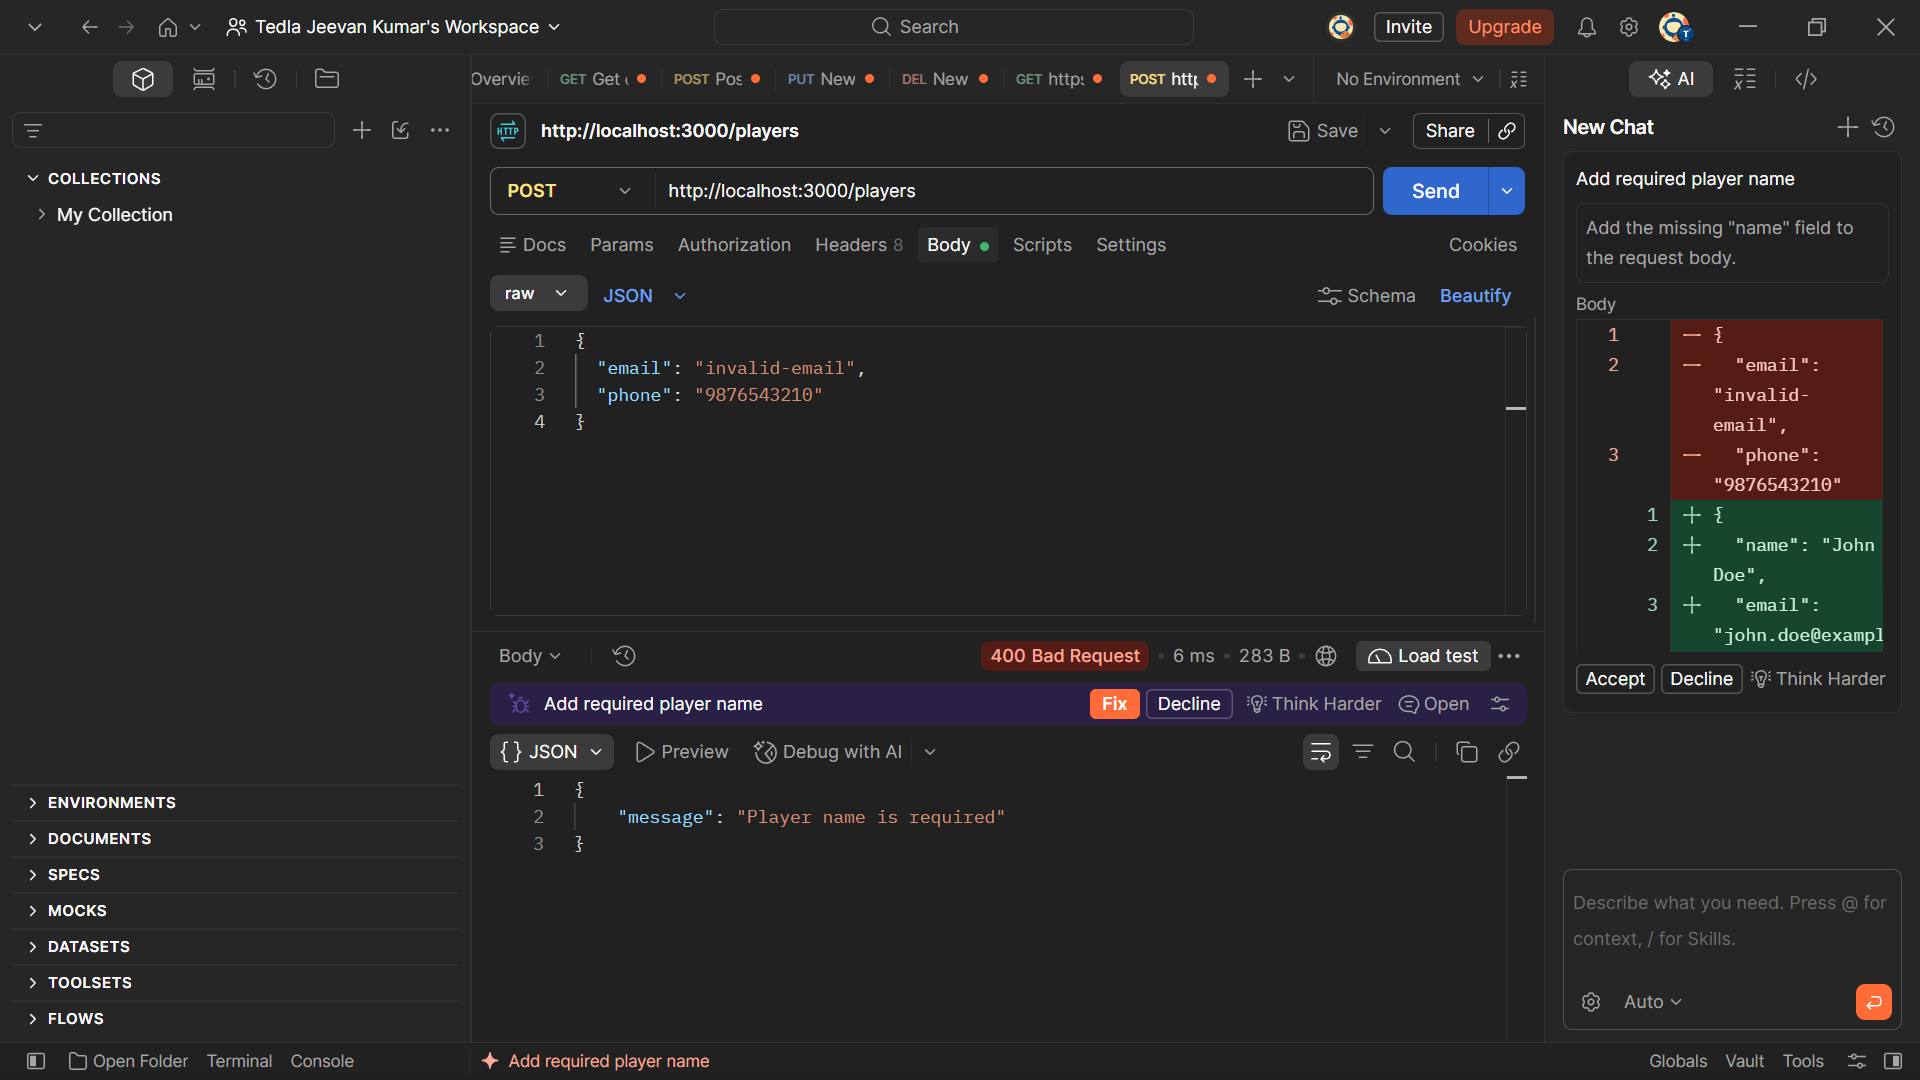 Tedla Jeevan Kumar's Workspace
Search
Invite
Upgrade
T
Overvie
GET Get
POST Pos
PUT New
DEL New
GET https
POST http
No Environment
AI
COLLECTIONS
My Collection
ENVIRONMENTS
DOCUMENTS
SPECS
MOCKS
DATASETS
TOOLSETS
FLOWS
HTTP
http://localhost:3000/players
Save
Share
POST
http://localhost:3000/players
Send
Docs
Params
Authorization
Headers 8
Body
Scripts
Settings
Cookies
raw
JSON
Schema
Beautify
1 {
2 "email": "invalid-email",
3 "phone": "9876543210"
4 }
Body
400 Bad Request
6 ms
283 B
Load test
Add required player name
Fix
Decline
Think Harder
Open
{} JSON
Preview
Debug with AI
1 {
2 "message": "Player name is required"
3 }
New Chat
Add required player name
Add the missing "name" field to
the request body.
Body
1 — {
2 — "email":
"invalid-
email",
3 — "phone":
"9876543210"
1 + {
2 + "name": "John
Doe",
3 + "email":
"john.doe@exampl
Accept
Decline
Think Harder
Describe what you need. Press @ for
context, / for Skills.
Auto
Open Folder
Terminal
Console
Add required player name
Globals
Vault
Tools